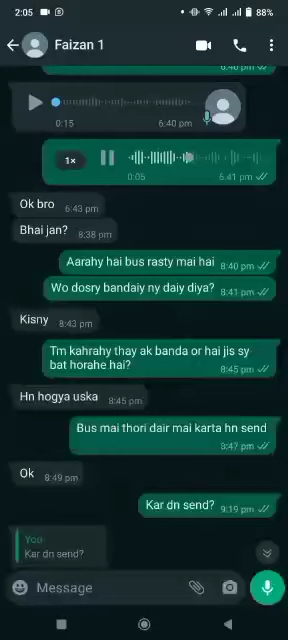 2:05
88%
Faizan 1
6:40 pm
0:15
6:40 pm
1×
0:05
6:41 pm
Ok bro 6:43 pm
Bhai jan? 8:38 pm
Aarahy hai bus rasty mai hai 8:40 pm
Wo dosry bandaiy ny daiy diya? 8:41 pm
Kisny 8:43 pm
Tm kahrahy thay ak banda or hai jis sy
bat horahe hai? 8:45 pm
Hn hogya uska 8:45 pm
Bus mai thori dair mai karta hn send
8:47 pm
Ok 8:49 pm
Kar dn send? 9:19 pm
You
Kar dn send?
Message